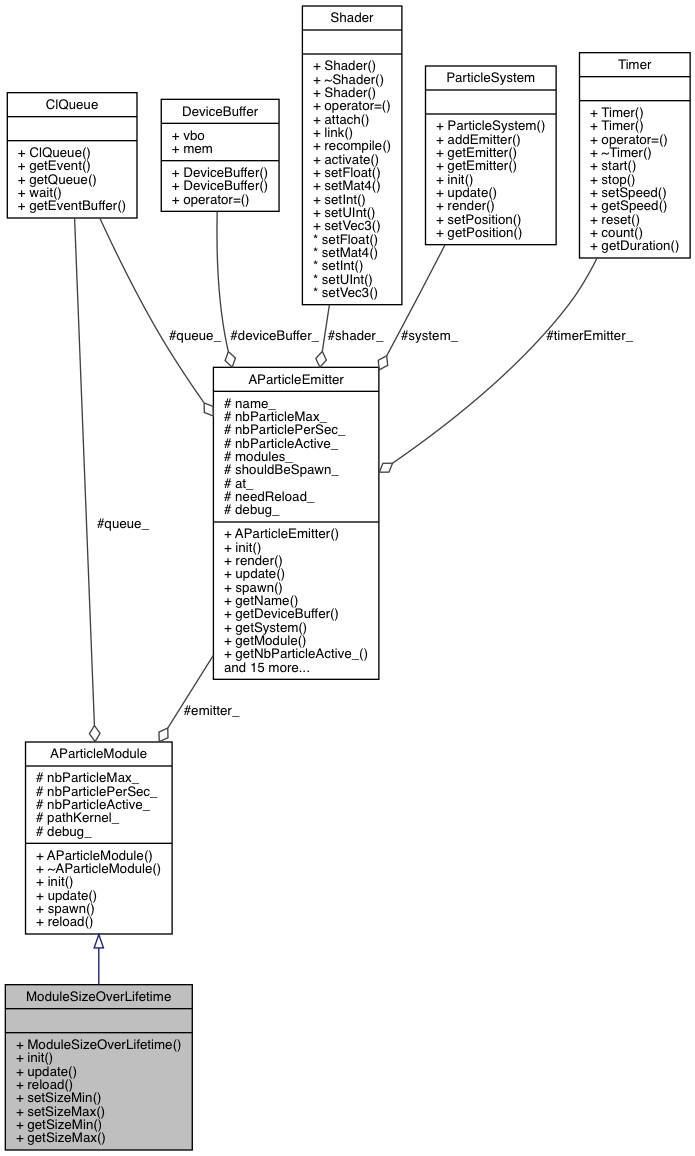 Shader
+ Shader()
+ ~Shader()
+ Shader()
+ operator=()
+ attach()
+ link()
+ recompile()
+ activate()
+ setFloat()
+ setMat4()
+ setInt()
+ setUInt()
+ setVec3()
* setFloat()
* setMat4()
* setInt()
* setUInt()
* setVec3()
Timer
+ Timer()
+ Timer()
+ operator=()
+ ~Timer()
+ start()
+ stop()
+ setSpeed()
+ getSpeed()
+ reset()
+ count()
+ getDuration()
ParticleSystem
+ ParticleSystem()
+ addEmitter()
+ getEmitter()
+ getEmitter()
+ init()
+ update()
+ render()
+ setPosition()
+ getPosition()
ClQueue
+ ClQueue()
+ getEvent()
+ getQueue()
+ wait()
+ getEventBuffer()
DeviceBuffer
+ vbo
+ mem
+ DeviceBuffer()
+ DeviceBuffer()
+ operator=()
#queue_
#deviceBuffer_
#shader_
#system_
#timerEmitter_
AParticleEmitter
# name_
# nbParticleMax_
# nbParticlePerSec_
# nbParticleActive_
# modules_
# shouldBeSpawn_
# at_
# needReload_
# debug_
+ AParticleEmitter()
+ init()
+ render()
+ update()
+ spawn()
+ getName()
+ getDeviceBuffer()
+ getSystem()
+ getModule()
+ getNbParticleActive_()
and 15 more...
#queue_
#emitter_
AParticleModule
# nbParticleMax_
# nbParticlePerSec_
# nbParticleActive_
# pathKernel_
# debug_
+ AParticleModule()
+ ~AParticleModule()
+ init()
+ update()
+ spawn()
+ reload()
ModuleSizeOverLifetime
+ ModuleSizeOverLifetime()
+ init()
+ update()
+ reload()
+ setSizeMin()
+ setSizeMax()
+ getSizeMin()
+ getSizeMax()